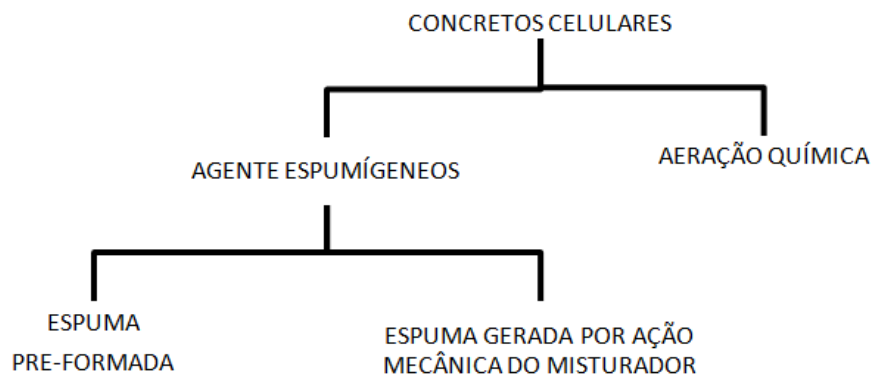 CONCRETOS CELULARES
AGENTE ESPUMÍGENEOS
AERAÇÃO QUÍMICA
ESPUMA
PRE-FORMADA
ESPUMA GERADA POR AÇÃO
MECÂNICA DO MISTURADOR